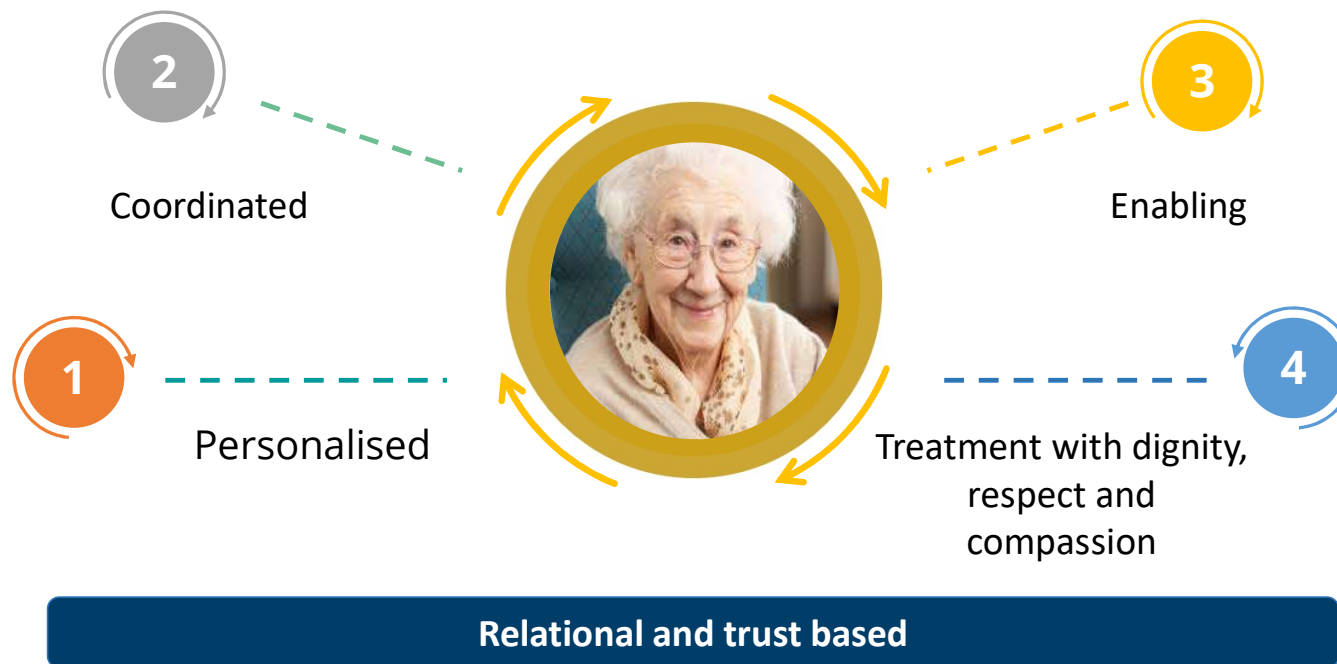 2
3
Coordinated
Enabling
1
4
Personalised
Treatment with dignity,
respect and
compassion
Relational and trust based